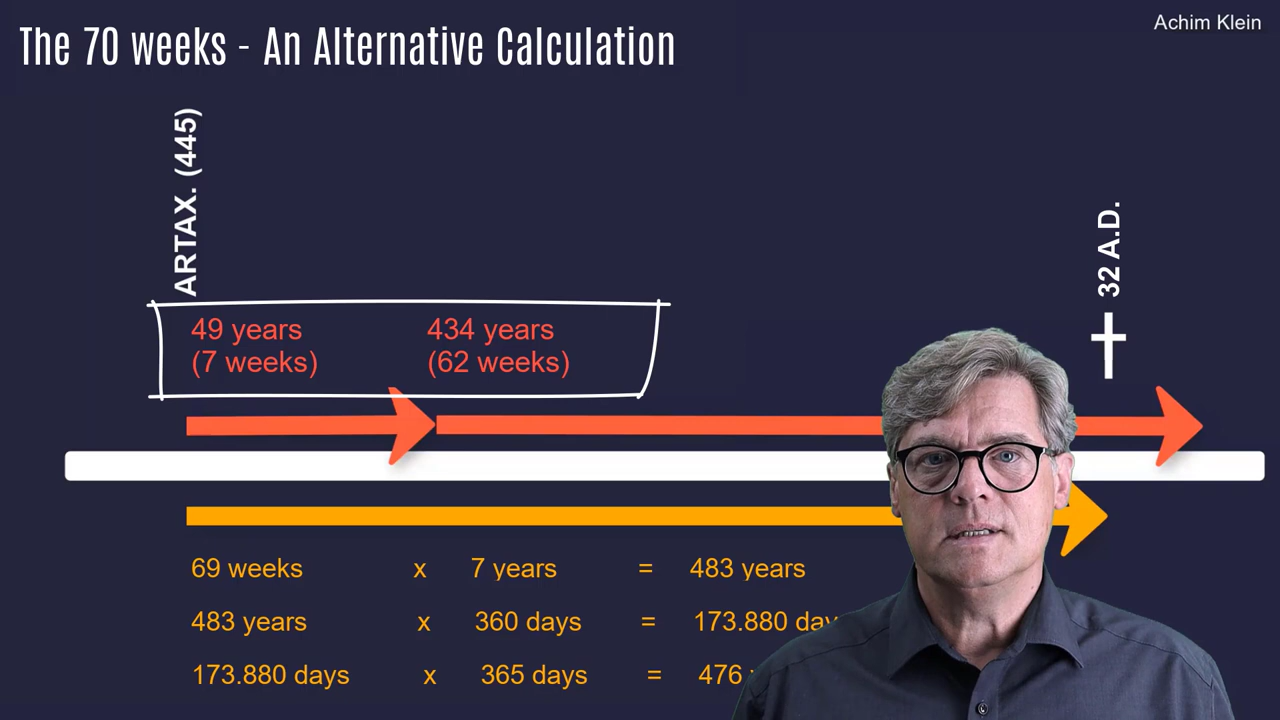 The 70 weeks - An Alternative Calculation
Achim Klein
ARTAX. (445)
32 A.D.
49 years
(7 weeks)
434 years
(62 weeks)
69 weeks x 7 years = 483 years
483 years x 360 days = 173.880
173.880 days x 365 days = 476